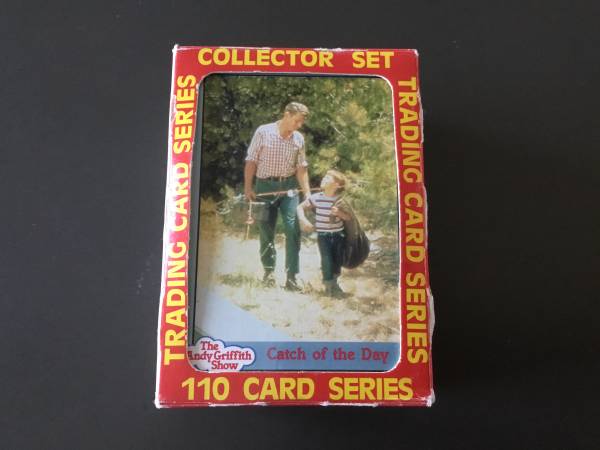 COLLECTOR SET
TRADING CARD SERIES
TRADING CARD SERIES
The
Andy Griffith
Show
Catch of the Day
110 CARD SERIES